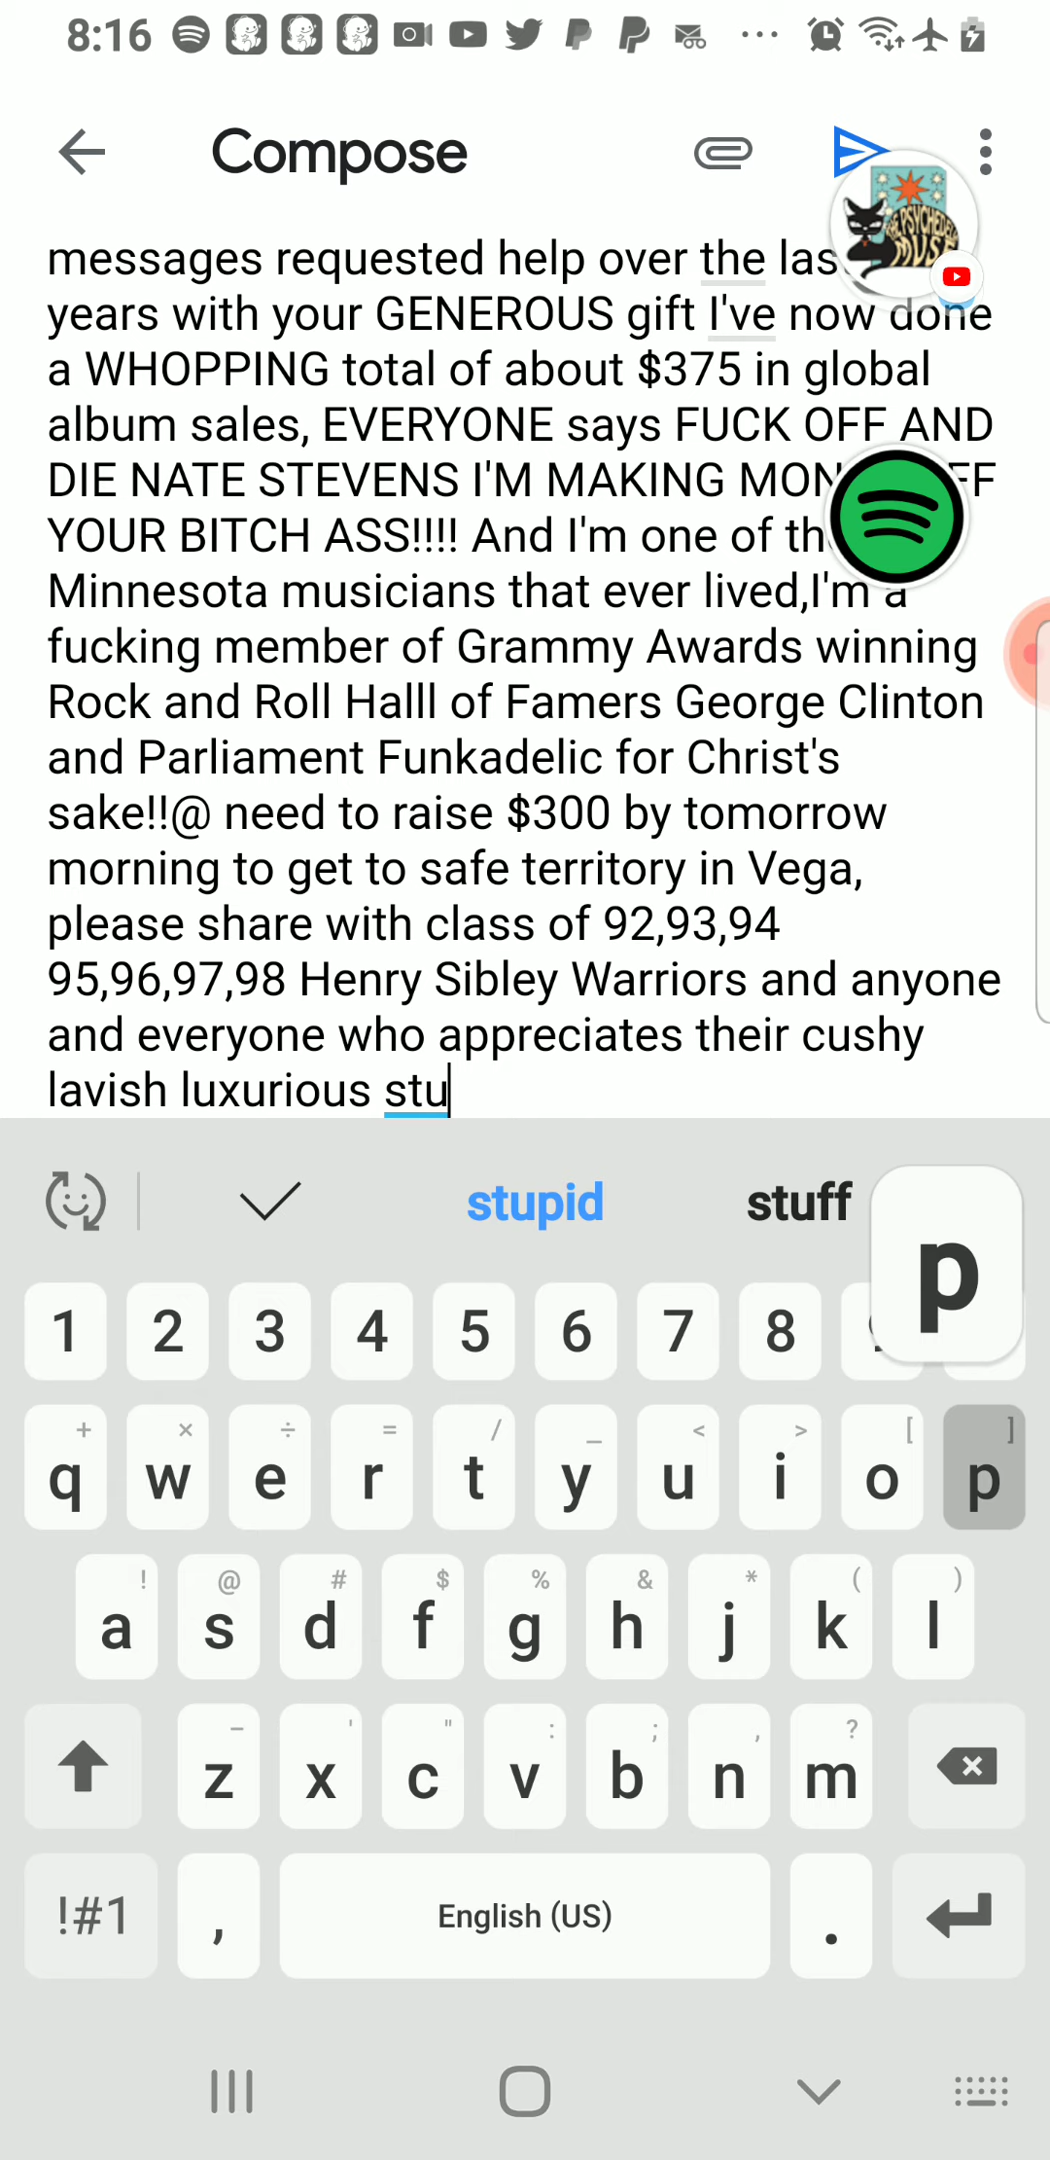 8:16
Compose
messages requested help over the las
years with your GENEROUS gift I've now done
a WHOPPING total of about $375 in global
album sales, EVERYONE says FUCK OFF AND
DIE NATE STEVENS I'M MAKING MON FF
YOUR BITCH ASS!!!! And I'm one of th
Minnesota musicians that ever lived,I'm a
fucking member of Grammy Awards winning
Rock and Roll Halll of Famers George Clinton
and Parliament Funkadelic for Christ's
sake!!@ need to raise $300 by tomorrow
morning to get to safe territory in Vega,
please share with class of 92,93,94
95,96,97,98 Henry Sibley Warriors and anyone
and everyone who appreciates their cushy
lavish luxurious stu
THE PSYCHEDELI
MUSE
stupid stuff p
1 2 3 4 5 6 7 8
+ × ÷ = / _ < > [ ]
q w e r t y u i o p
! @ # $ % & * ( )
a s d f g h j k l
- ' " : ; , ?
z x c v b n m
!#1 , English (US) .